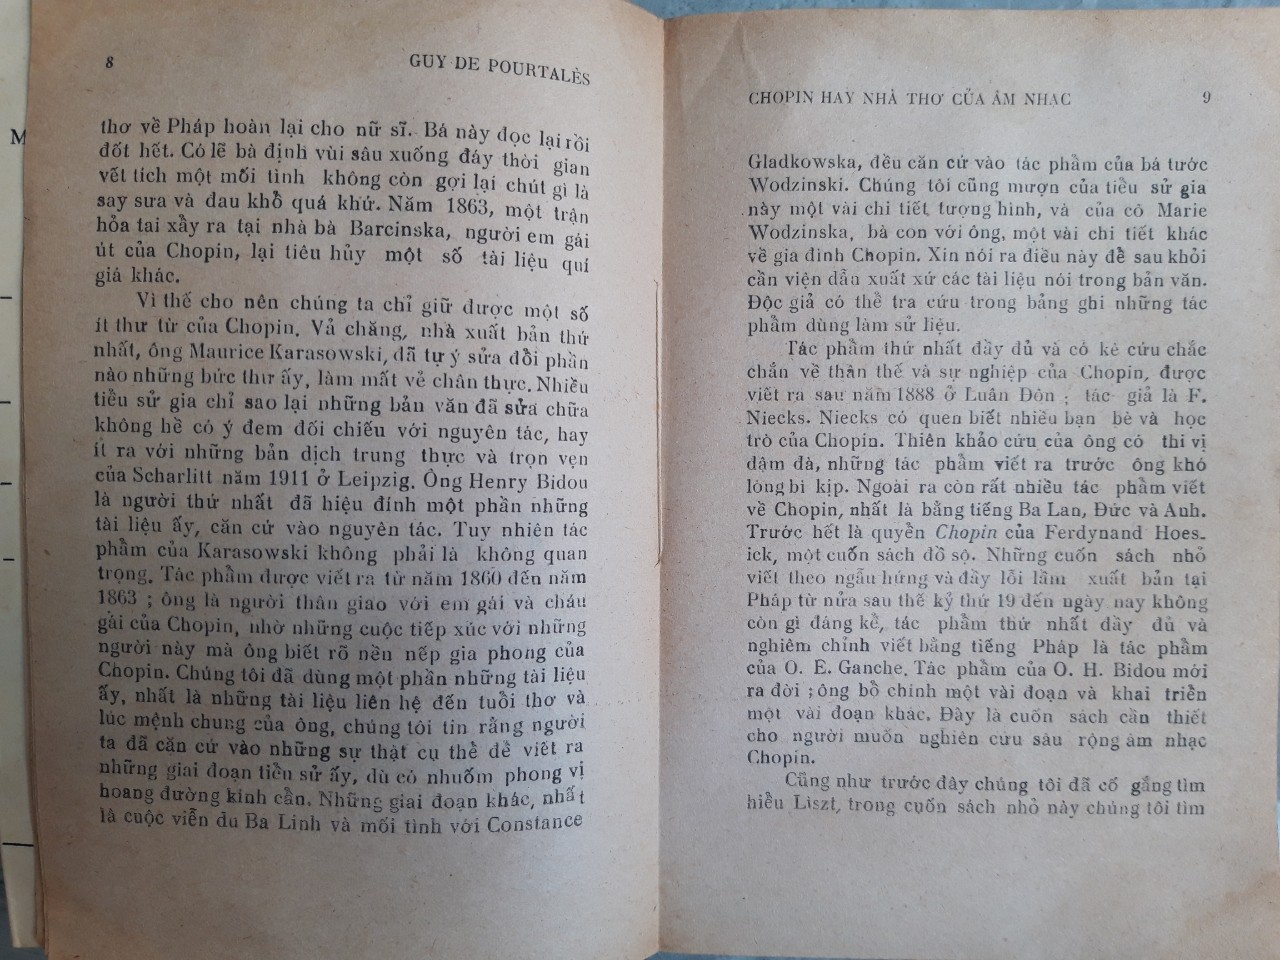 8
GUY DE POURTALÈS
thơ về Pháp hoàn lại cho nữ sĩ. Bá này đọc lại rồi
đốt hết. Có lẽ bà định vùi sâu xuống đáy thời gian
vết tích một mối tình không còn gợi lại chút gì là
say sưa và đau khổ quá khứ. Năm 1863, một trận
hỏa tai xẩy ra tại nhà bà Barcinska, người em gái
út của Chopin, lại tiêu hủy một số tài liệu quí
giá khác.
Vì thế cho nên chúng ta chỉ giữ được một số
ít thư từ của Chopin. Vả chăng, nhà xuất bản thứ
nhất, ông Maurice Karasowski, đã tự ý sửa đổi phần
nào những bức thư ấy, làm mất vẻ chân thực. Nhiều
tiểu sử gia chỉ sao lại những bản văn đã sửa chữa
không hề có ý đem đối chiếu với nguyên tác, hay
ít ra với những bản dịch trung thực và trọn vẹn
của Scharlitt năm 1911 ở Leipzig. Ông Henry Bidou
là người thứ nhất đã hiệu đính một phần những
tài liệu ấy, căn cứ vào nguyên tác. Tuy nhiên tác
phẩm của Karasowski không phải là không quan
trọng. Tác phẩm được viết ra từ năm 1860 đến năm
1863 ; ông là người thân giao với em gái và cháu
gái của Chopin, nhờ những cuộc tiếp xúc với những
người này mà ông biết rõ nền nếp gia phong của
Chopin. Chúng tôi đã dùng một phần những tài liệu
ấy, nhất là những tài liệu liên hệ đến tuổi thơ và
lúc mệnh chung của ông, chúng tôi tin rằng người
ta đã căn cứ vào những sự thật cụ thể để viết ra
những giai đoạn tiểu sử ấy, dù có nhuốm phong vị
hoang đường kính cần. Những giai đoạn khác, nhất
là cuộc viễn du Ba Linh và mối tình với Constance
CHOPIN HAY NHÀ THƠ CỦA ÂM NHẠC
9
Gladkowska, đều căn cứ vào tác phẩm của bá tước
Wodzinski. Chúng tôi cũng mượn của tiểu sử gia
này một vài chi tiết tượng hình, và của cô Marie
Wodzinska, bà con với ông, một vài chi tiết khác
về gia đình Chopin. Xin nói ra điều này để sau khỏi
cần viện dẫn xuất xứ các tài liệu nói trong bản văn.
Độc giả có thể tra cứu trong bảng ghi những tác
phẩm dùng làm sử liệu.
Tác phẩm thứ nhất đầy đủ và có kê cứu chắc
chắn về thân thế và sự nghiệp của Chopin, được
viết ra sau năm 1888 ở Luân Đôn ; tác giả là F.
Niecks. Niecks có quen biết nhiều bạn bè và học
trò của Chopin. Thiên khảo cứu của ông có thi vị
đậm đà, những tác phẩm viết ra trước ông khó
lòng bì kịp. Ngoài ra còn rất nhiều tác phẩm viết
về Chopin, nhất là bằng tiếng Ba Lan, Đức và Anh.
Trước hết là quyển Chopin của Ferdynand Hoes-
ick, một cuốn sách đồ sộ. Những cuốn sách nhỏ
viết theo ngẫu hứng và đầy lỗi lầm xuất bản tại
Pháp từ nửa sau thế kỷ thứ 19 đến ngày nay không
còn gì đáng kể, tác phẩm thứ nhất đầy đủ và
nghiêm chỉnh viết bằng tiếng Pháp là tác phẩm
của O. E. Ganche. Tác phẩm của O. H. Bidou mới
ra đời ; ông bổ chính một vài đoạn và khai triển
một vài đoạn khác. Đây là cuốn sách cần thiết
cho người muốn nghiên cứu sâu rộng âm nhạc
Chopin.
Cũng như trước đây chúng tôi đã cố gắng tìm
hiểu Liszt, trong cuốn sách nhỏ này chúng tôi tìm